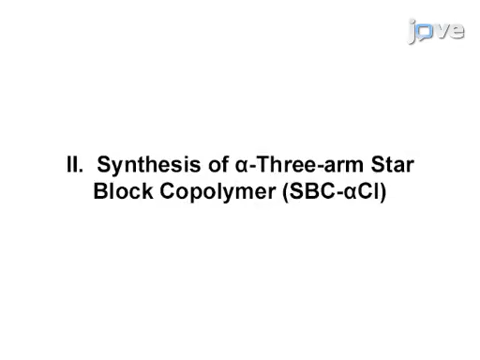 jove
II. Synthesis of α-Three-arm Star
Block Copolymer (SBC-αCl)